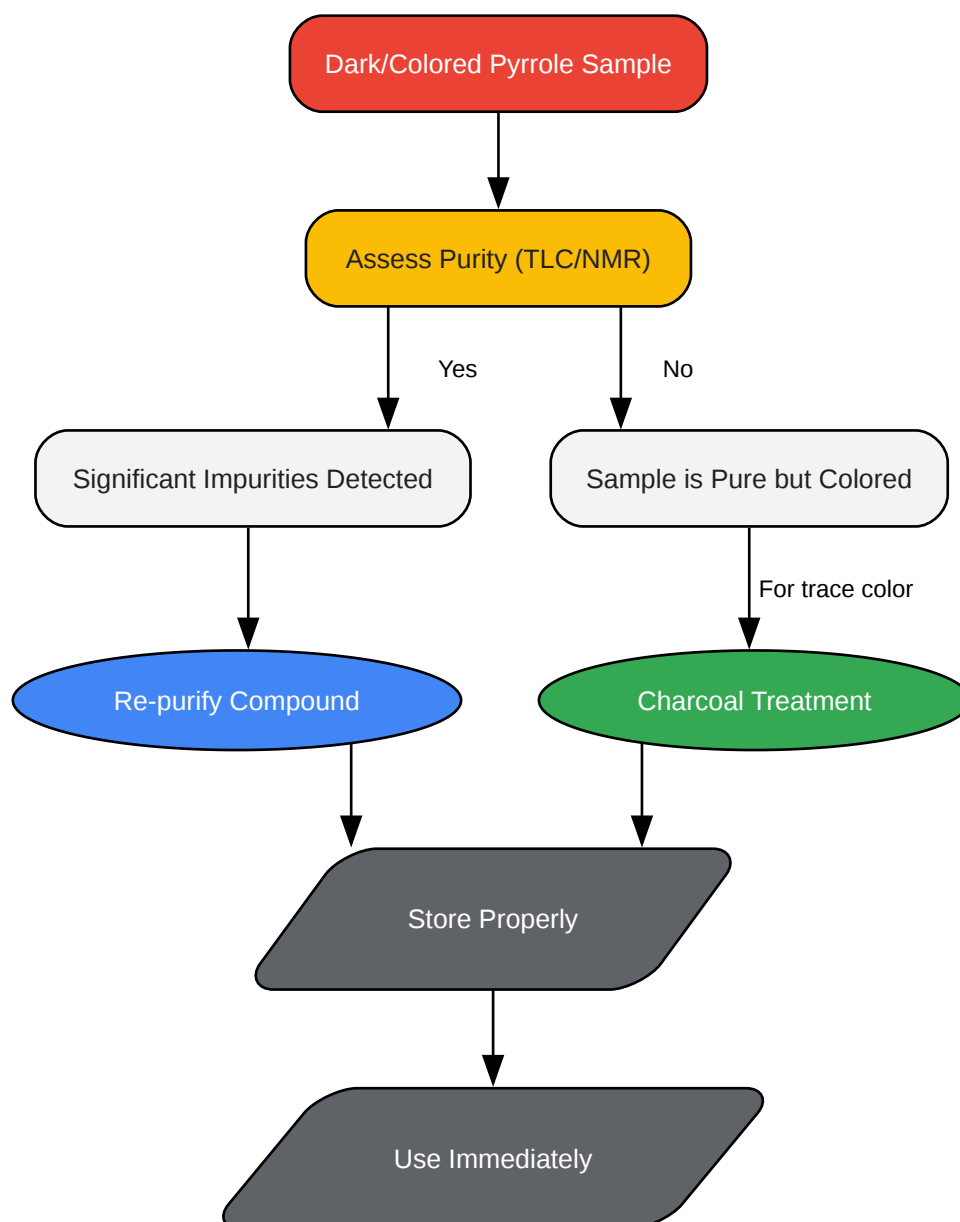 Dark/Colored Pyrrole Sample
Assess Purity (TLC/NMR)
Yes
No
Significant Impurities Detected
Sample is Pure but Colored
For trace color
Re-purify Compound
Charcoal Treatment
Store Properly
Use Immediately